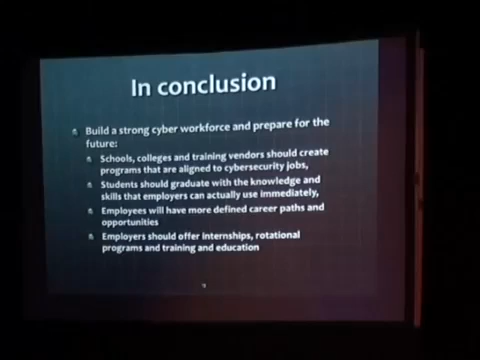 In conclusion
Build a strong cyber workforce and prepare for the
future:
Schools, colleges and training vendors should create
programs that are aligned to cybersecurity jobs,
Students should graduate with the knowledge and
skills that employers can actually use immediately,
Employees will have more defined career paths and
opportunities
Employers should offer internships, rotational
programs and training and education